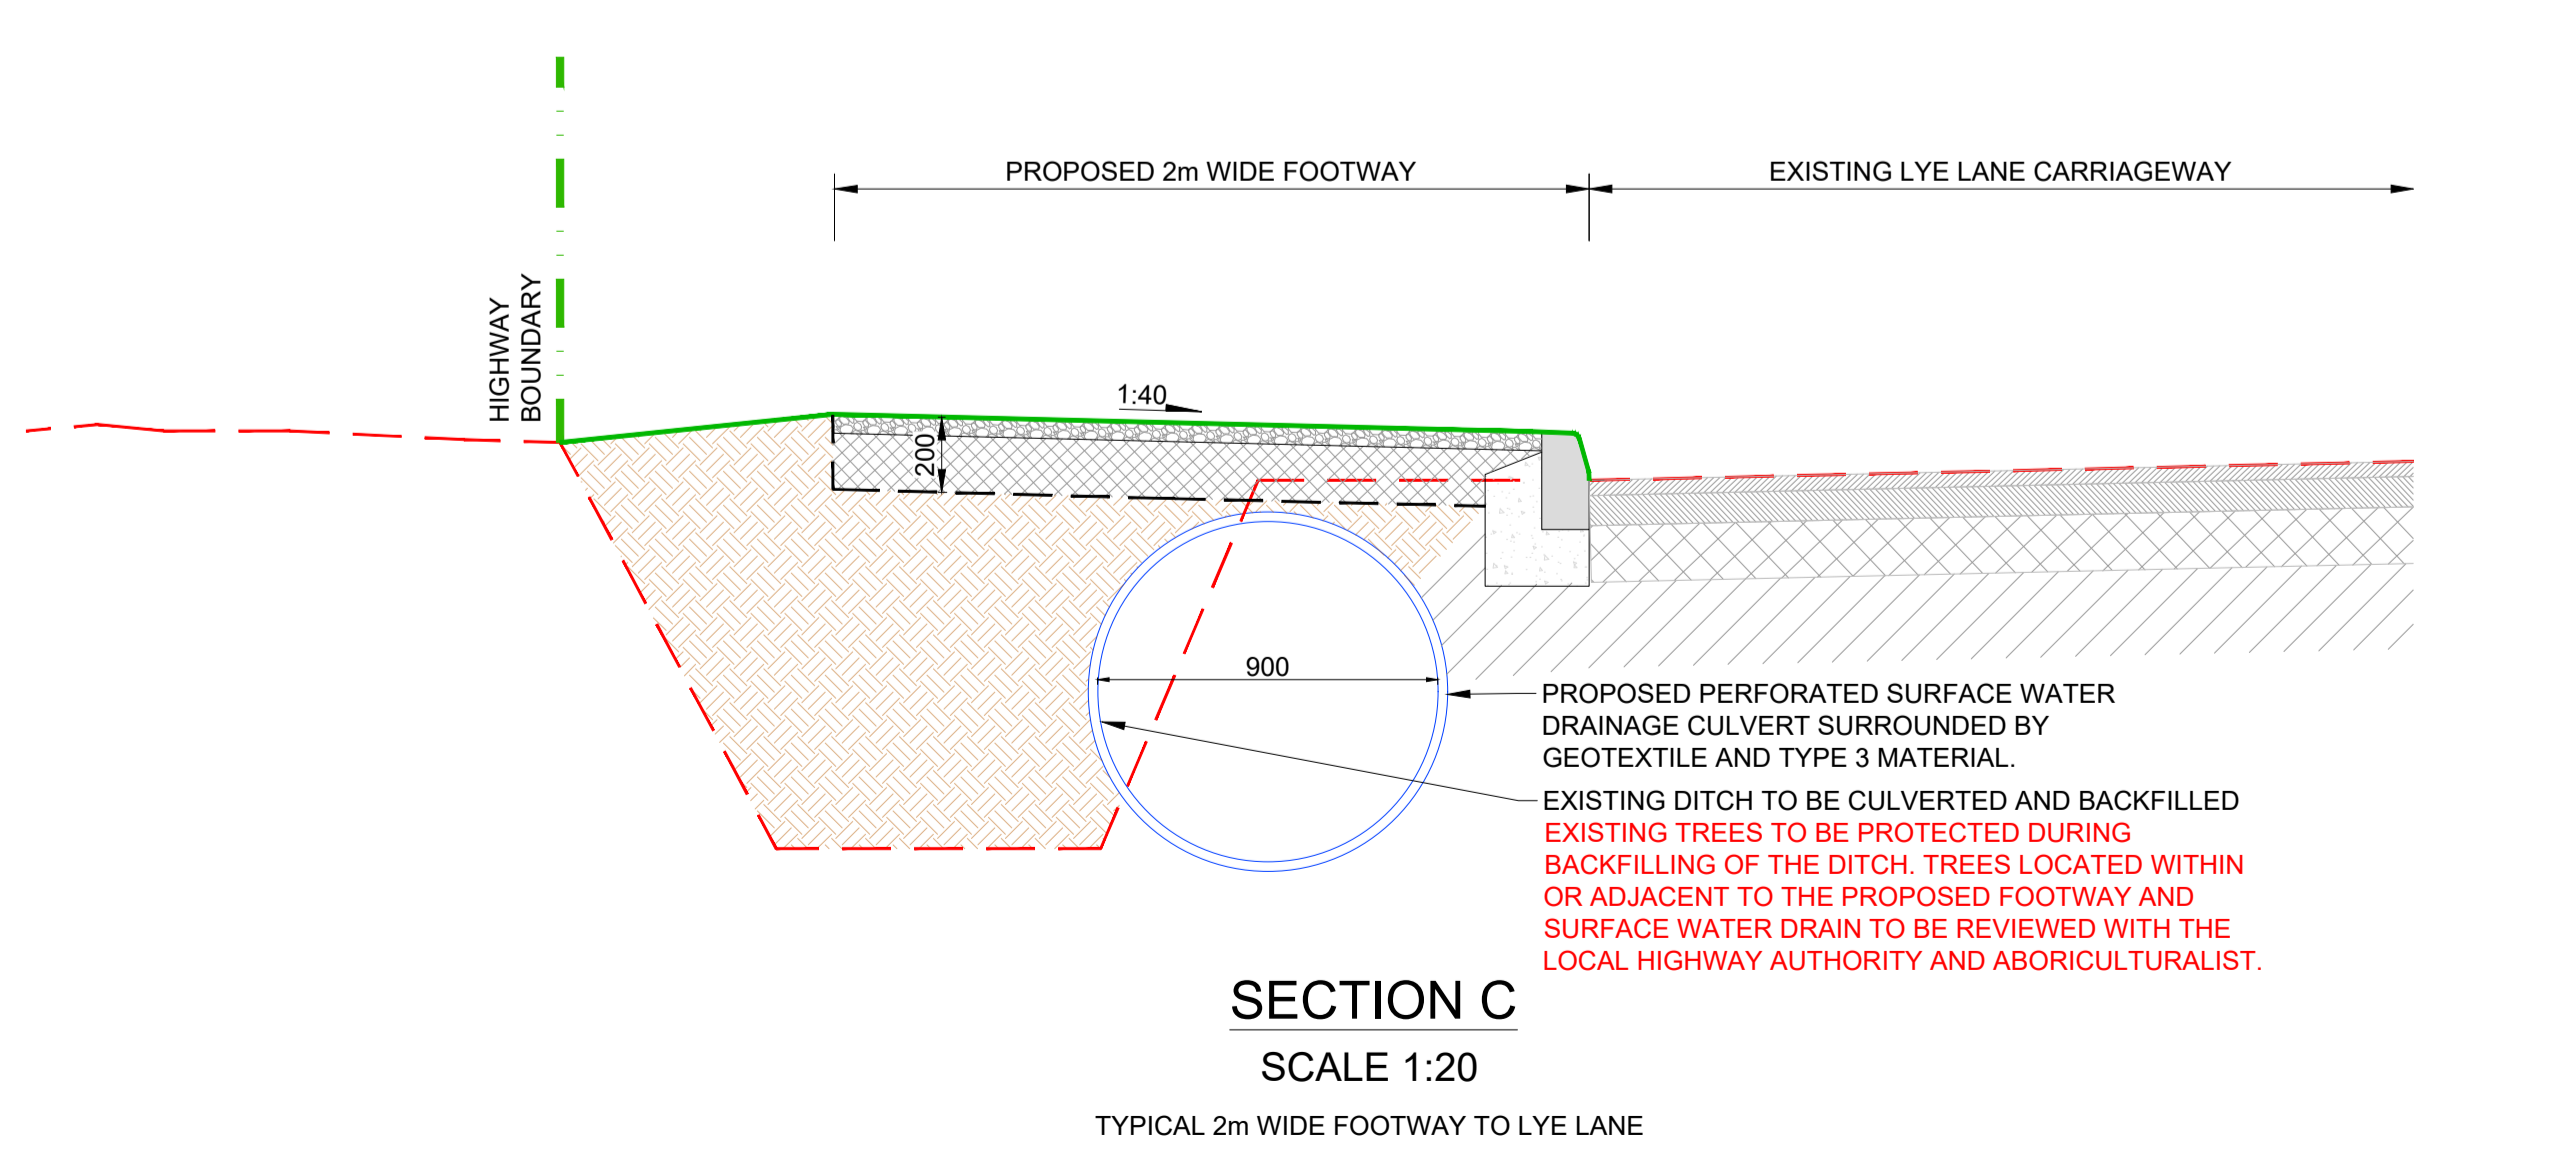 PROPOSED 2m WIDE FOOTWAY
EXISTING LYE LANE CARRIAGEWAY
HIGHWAY
BOUNDARY
1:40
200
900
PROPOSED PERFORATED SURFACE WATER
DRAINAGE CULVERT SURROUNDED BY
GEOTEXTILE AND TYPE 3 MATERIAL.
EXISTING DITCH TO BE CULVERTED AND BACKFILLED
EXISTING TREES TO BE PROTECTED DURING
BACKFILLING OF THE DITCH. TREES LOCATED WITHIN
OR ADJACENT TO THE PROPOSED FOOTWAY AND
SURFACE WATER DRAIN TO BE REVIEWED WITH THE
LOCAL HIGHWAY AUTHORITY AND ABORICULTURALIST.
SECTION C
SCALE 1:20
TYPICAL 2m WIDE FOOTWAY TO LYE LANE